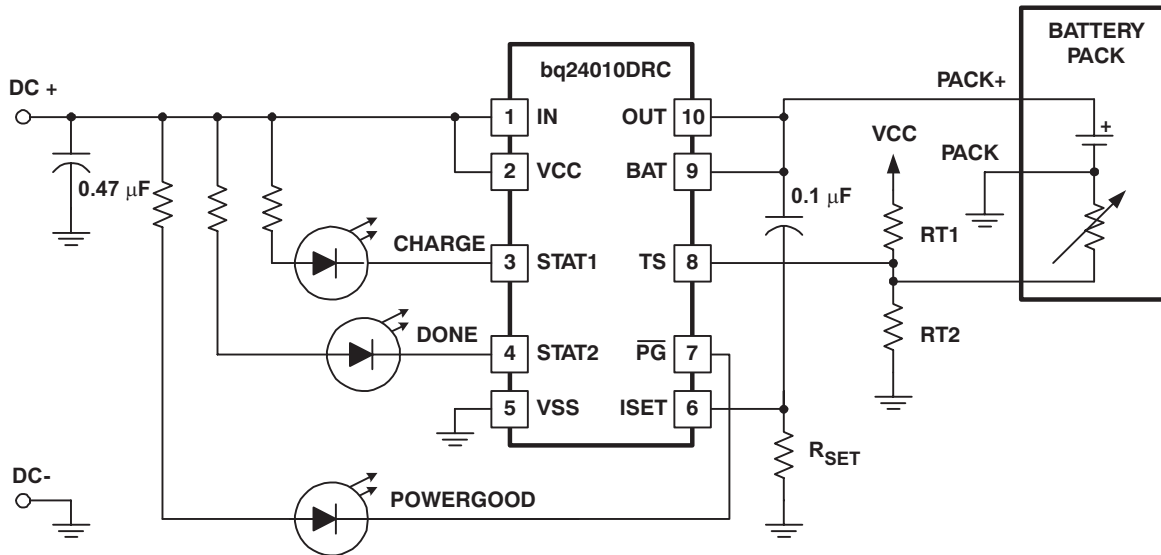 BATTERY
PACK
bq24010DRC
DC +
PACK+
1 IN
OUT 10
VCC
PACK
2 VCC
BAT 9
0.47 μF
0.1 μF
RT1
CHARGE
3 STAT1
TS 8
DONE
RT2
4 STAT2
PG 7
5 VSS
ISET 6
RSET
DC-
POWERGOOD
+